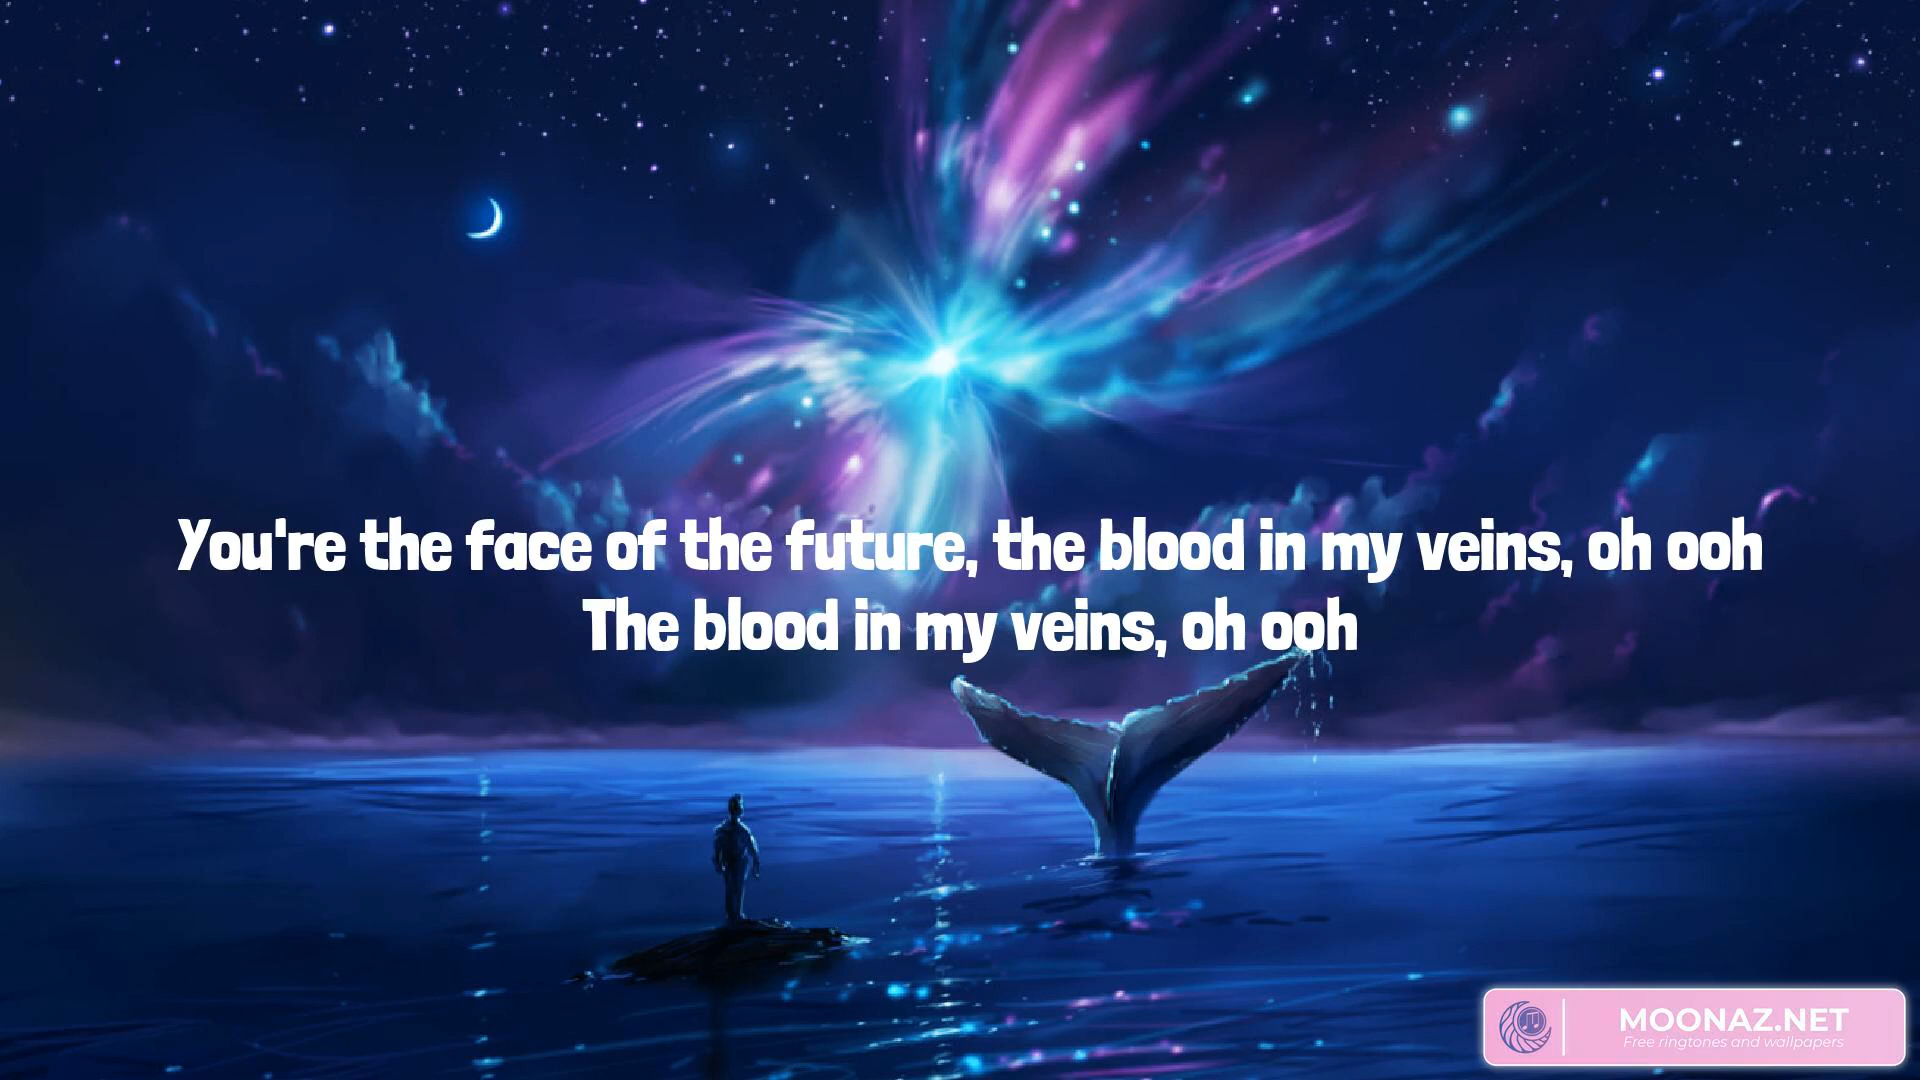 You're the face of the future, the blood in my veins, oh ooh
The blood in my veins, oh ooh
MOONAZ.NET
Free ringtones and wallpapers